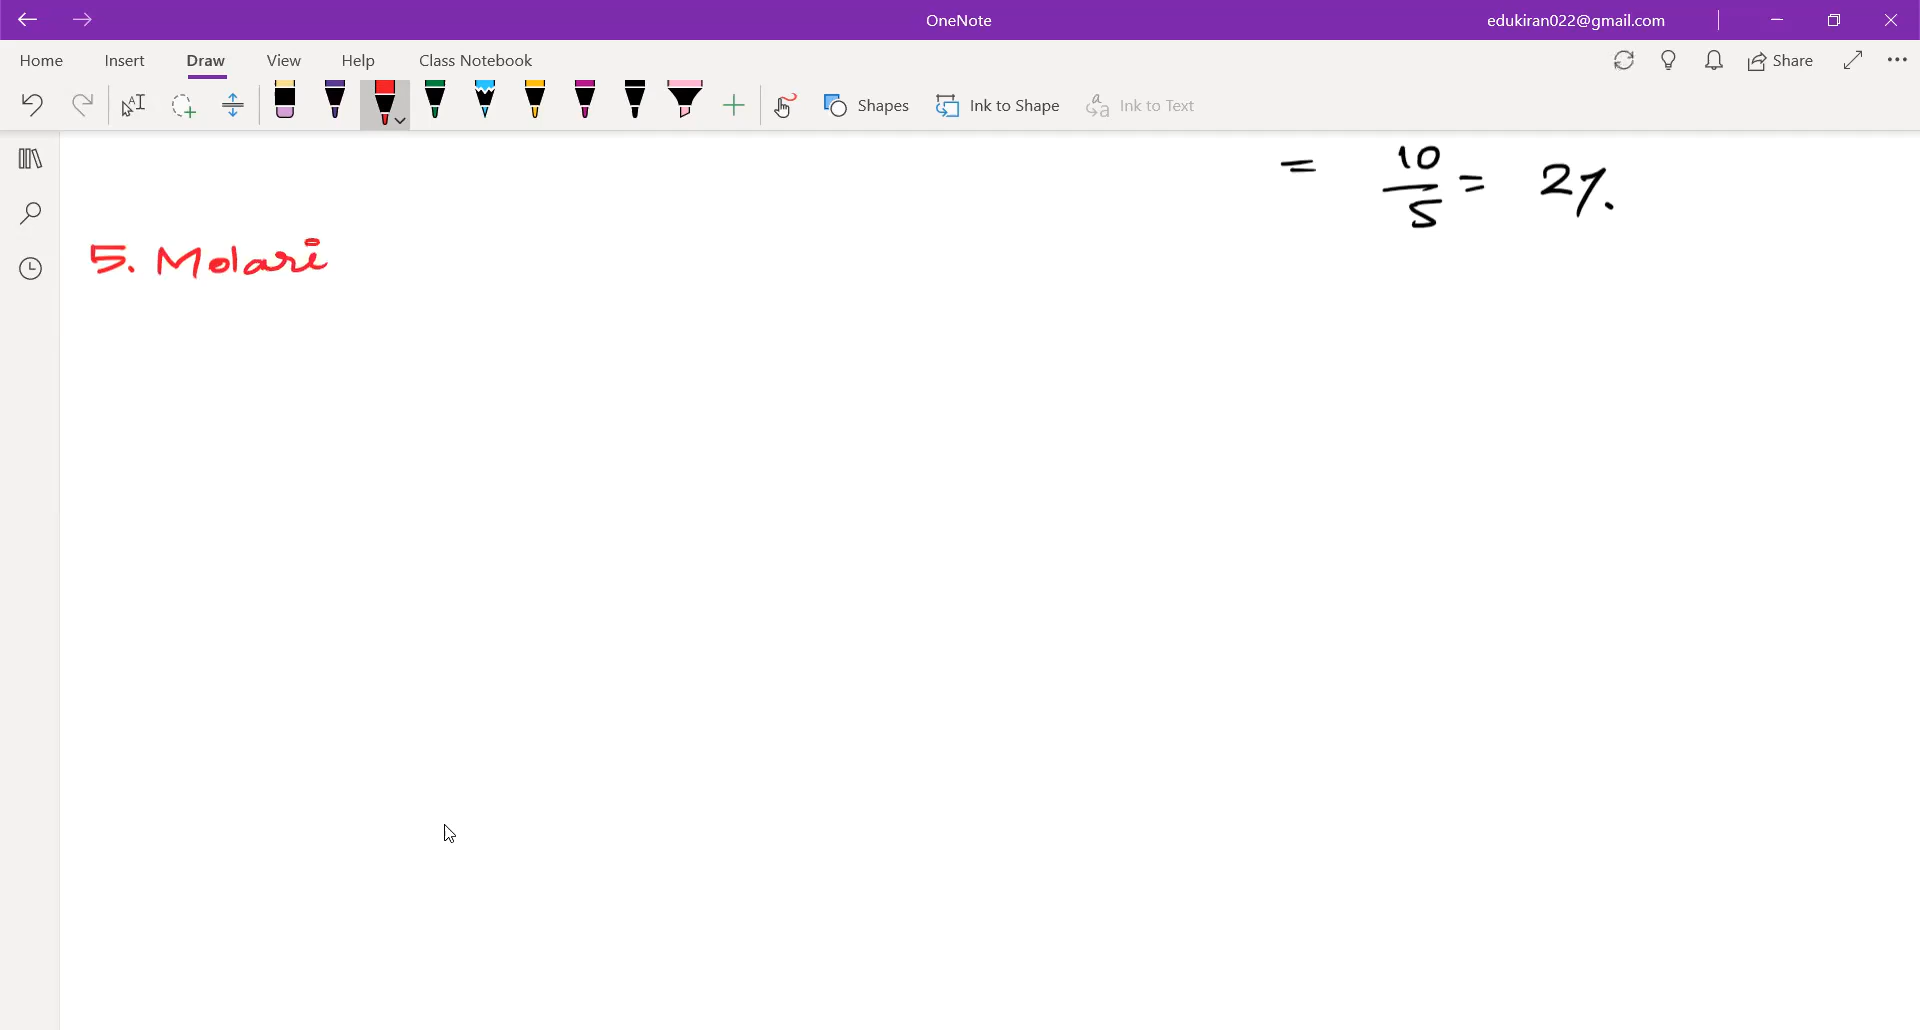 OneNote
edukiran022@gmail.com
Home Insert Draw View Help Class Notebook
Share
Shapes Ink to Shape Ink to Text
= 10/5 = 2%.
5. Molari